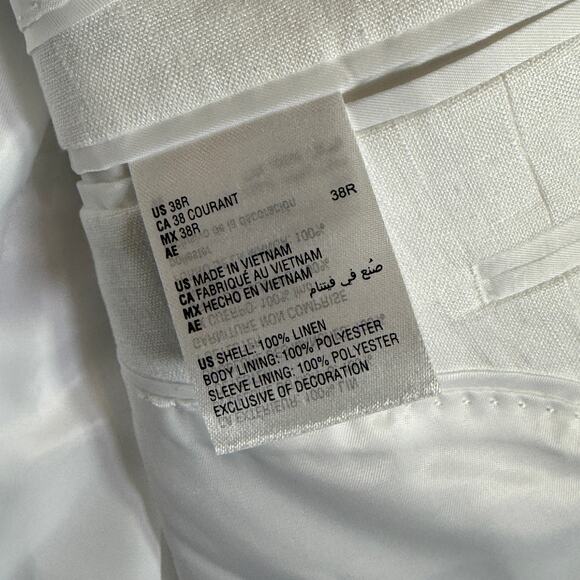 US 38R
CA 38 COURANT 38R
MX 38R
AE
US MADE IN VIETNAM
CA FABRIQUÉ AU VIETNAM
MX HECHO EN VIETNAM
AE صُنع في فيتنام
US SHELL: 100% LINEN
BODY LINING: 100% POLYESTER
SLEEVE LINING: 100% POLYESTER
EXCLUSIVE OF DECORATION